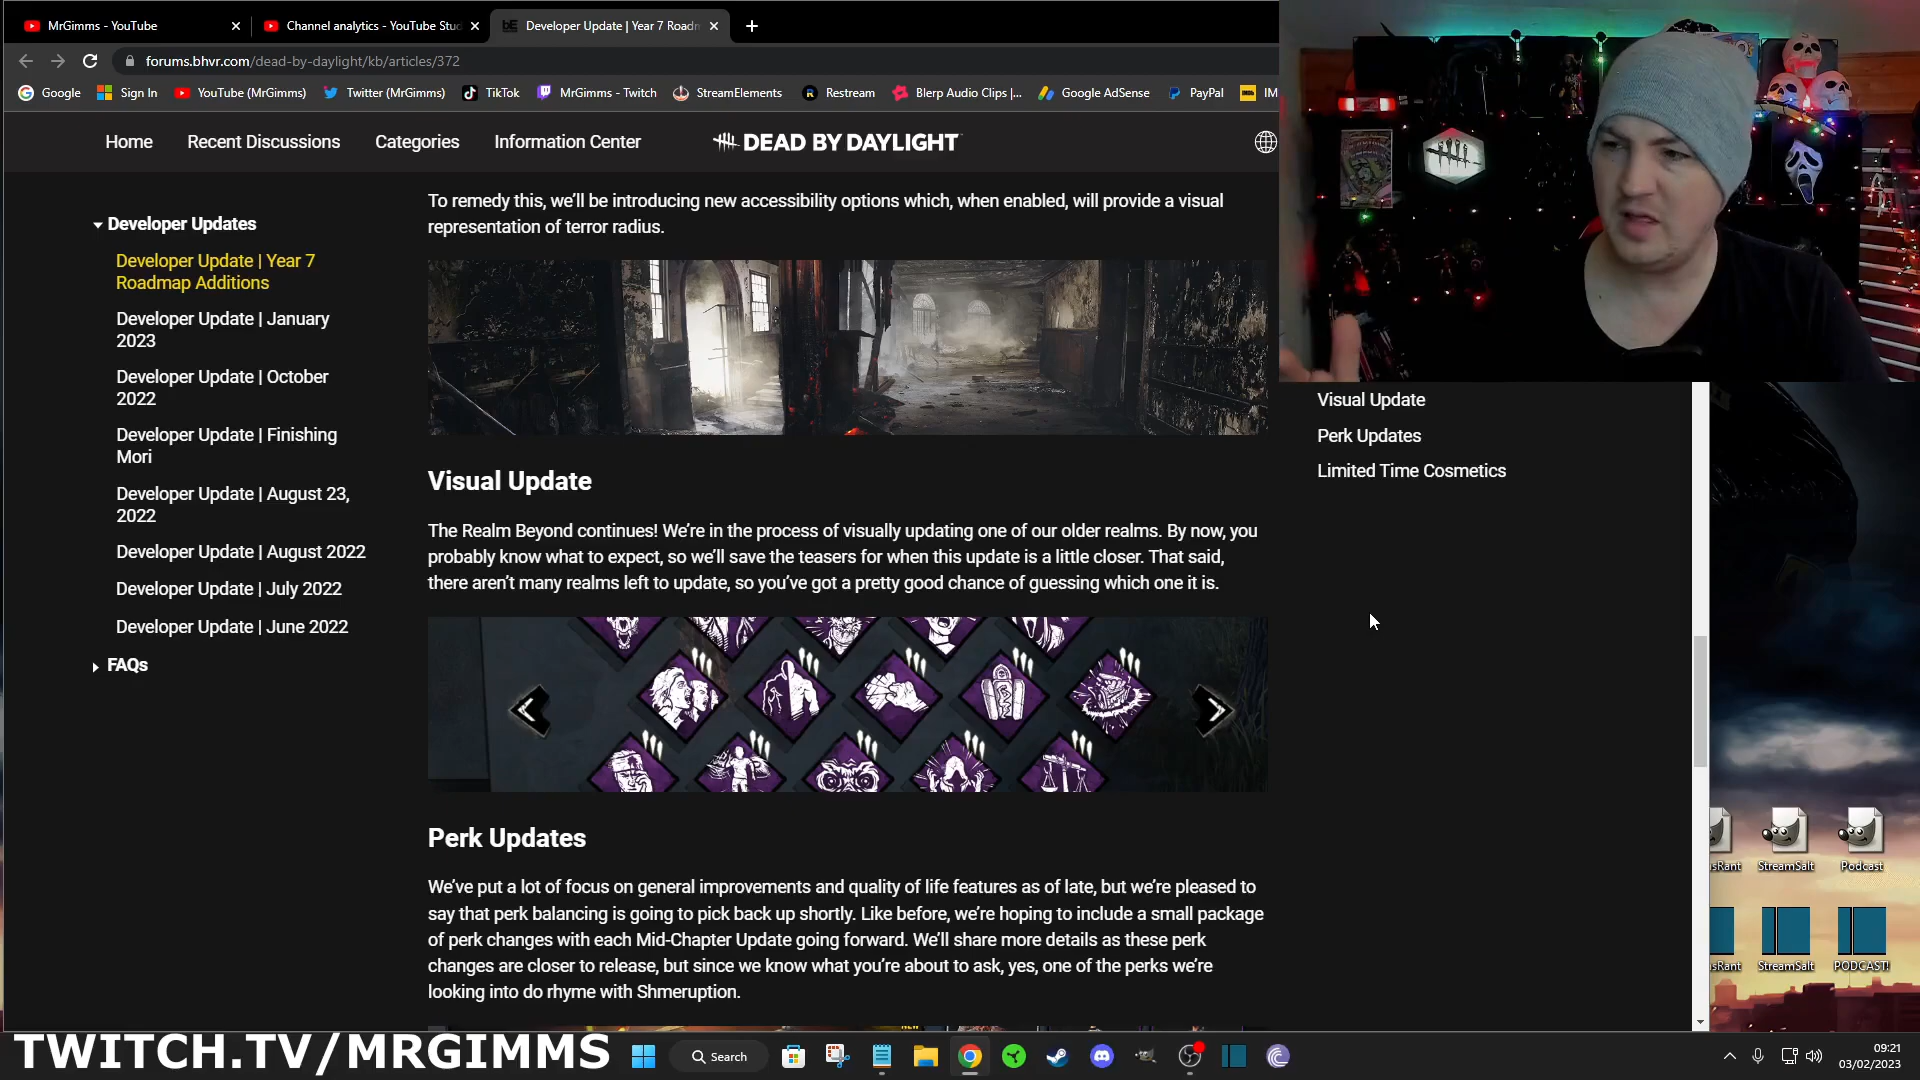 MrGimms - YouTube
Channel analytics - YouTube Stu
Developer Update | Year 7 Roadm
forums.bhvr.com/dead-by-daylight/kb/articles/372
Google
Sign In
YouTube (MrGimms)
Twitter (MrGimms)
TikTok
MrGimms - Twitch
StreamElements
Restream
Blerp Audio Clips |...
Google AdSense
PayPal
IM
Home
Recent Discussions
Categories
Information Center
DEAD BY DAYLIGHT
Developer Updates
Developer Update | Year 7
Roadmap Additions
Developer Update | January
2023
Developer Update | October
2022
Developer Update | Finishing
Mori
Developer Update | August 23,
2022
Developer Update | August 2022
Developer Update | July 2022
Developer Update | June 2022
FAQs
To remedy this, we'll be introducing new accessibility options which, when enabled, will provide a visual
representation of terror radius.
Visual Update
The Realm Beyond continues! We're in the process of visually updating one of our older realms. By now, you
probably know what to expect, so we'll save the teasers for when this update is a little closer. That said,
there aren't many realms left to update, so you've got a pretty good chance of guessing which one it is.
Perk Updates
We've put a lot of focus on general improvements and quality of life features as of late, but we're pleased to
say that perk balancing is going to pick back up shortly. Like before, we're hoping to include a small package
of perk changes with each Mid-Chapter Update going forward. We'll share more details as these perk
changes are closer to release, but since we know what you're about to ask, yes, one of the perks we're
looking into do rhyme with Shmeruption.
Visual Update
Perk Updates
Limited Time Cosmetics
sRant
StreamSalt
Podcast
sRant
StreamSalt
PODCAST!
TWITCH.TV/MRGIMMS
Search
09:21
03/02/2023